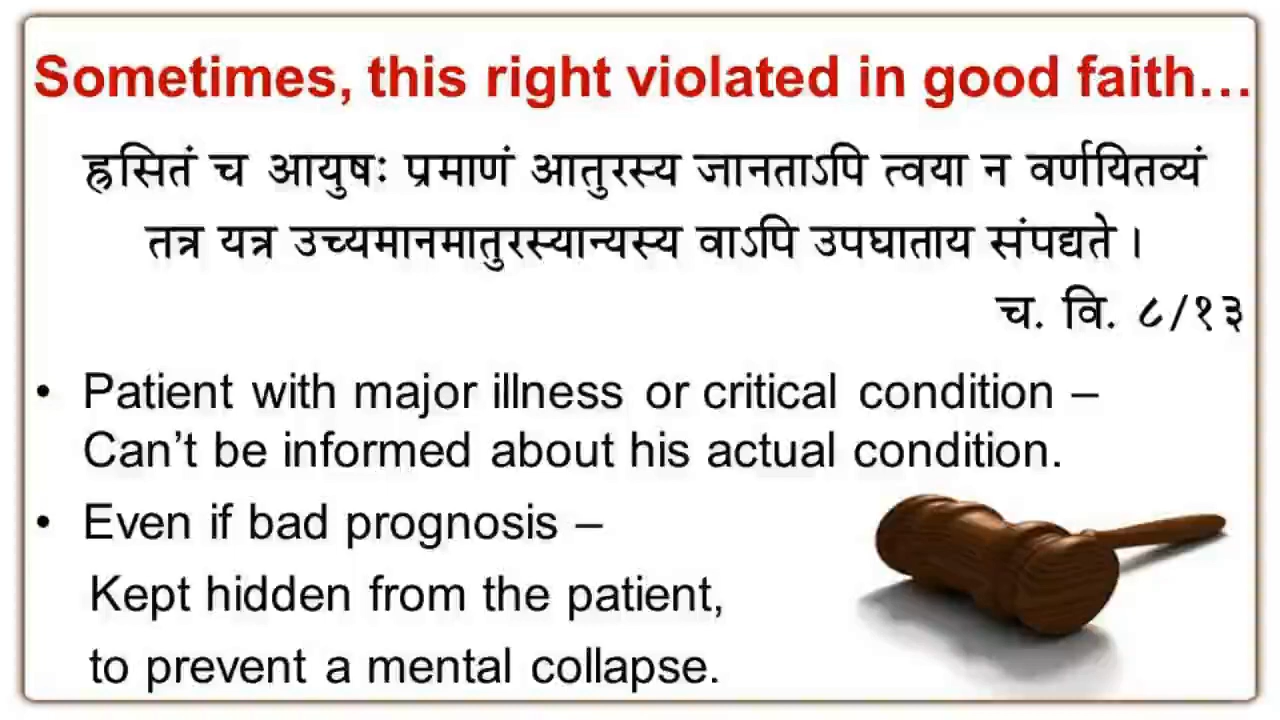 Sometimes, this right violated in good faith…
ह्रसितं च आयुषः प्रमाणं आतुरस्य जानताऽपि त्वया न वर्णयितव्यं
तत्र यत्र उच्यमानमातुरस्यान्यस्य वाऽपि उपघाताय संपद्यते ।
च. वि. ८/१३
• Patient with major illness or critical condition –
Can’t be informed about his actual condition.
• Even if bad prognosis –
Kept hidden from the patient,
to prevent a mental collapse.